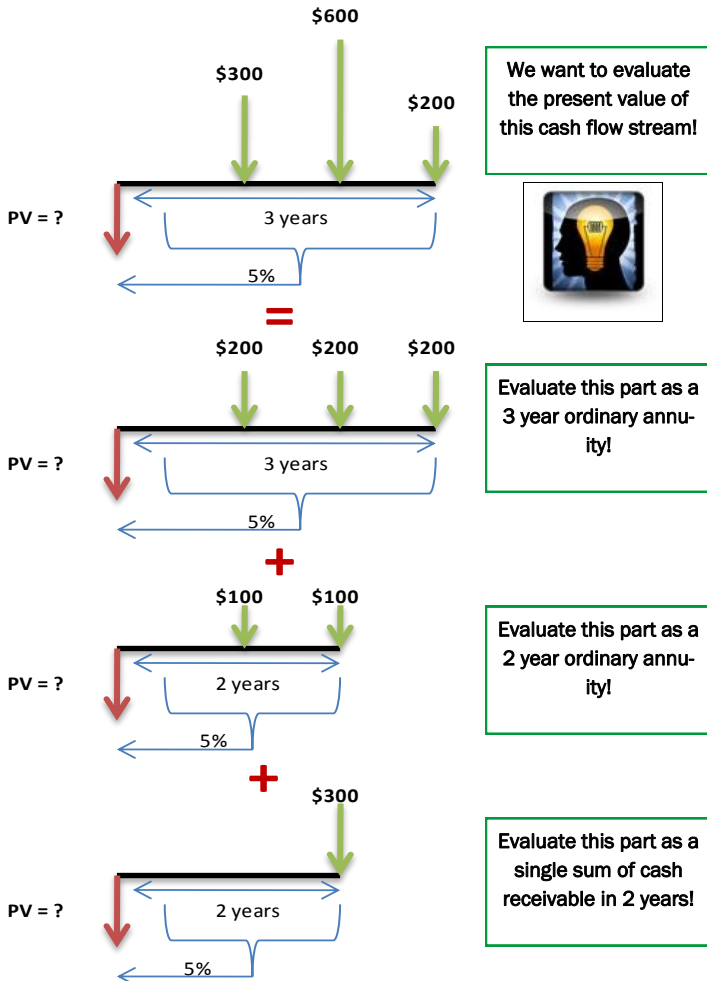 $600
$300
$200
We want to evaluate
the present value of
this cash flow stream!
PV = ?
3 years
5%
=
$200 $200 $200
Evaluate this part as a
3 year ordinary annu-
ity!
PV = ?
3 years
5%
+
$100 $100
Evaluate this part as a
2 year ordinary annu-
ity!
PV = ?
2 years
5%
+
$300
Evaluate this part as a
single sum of cash
receivable in 2 years!
PV = ?
2 years
5%